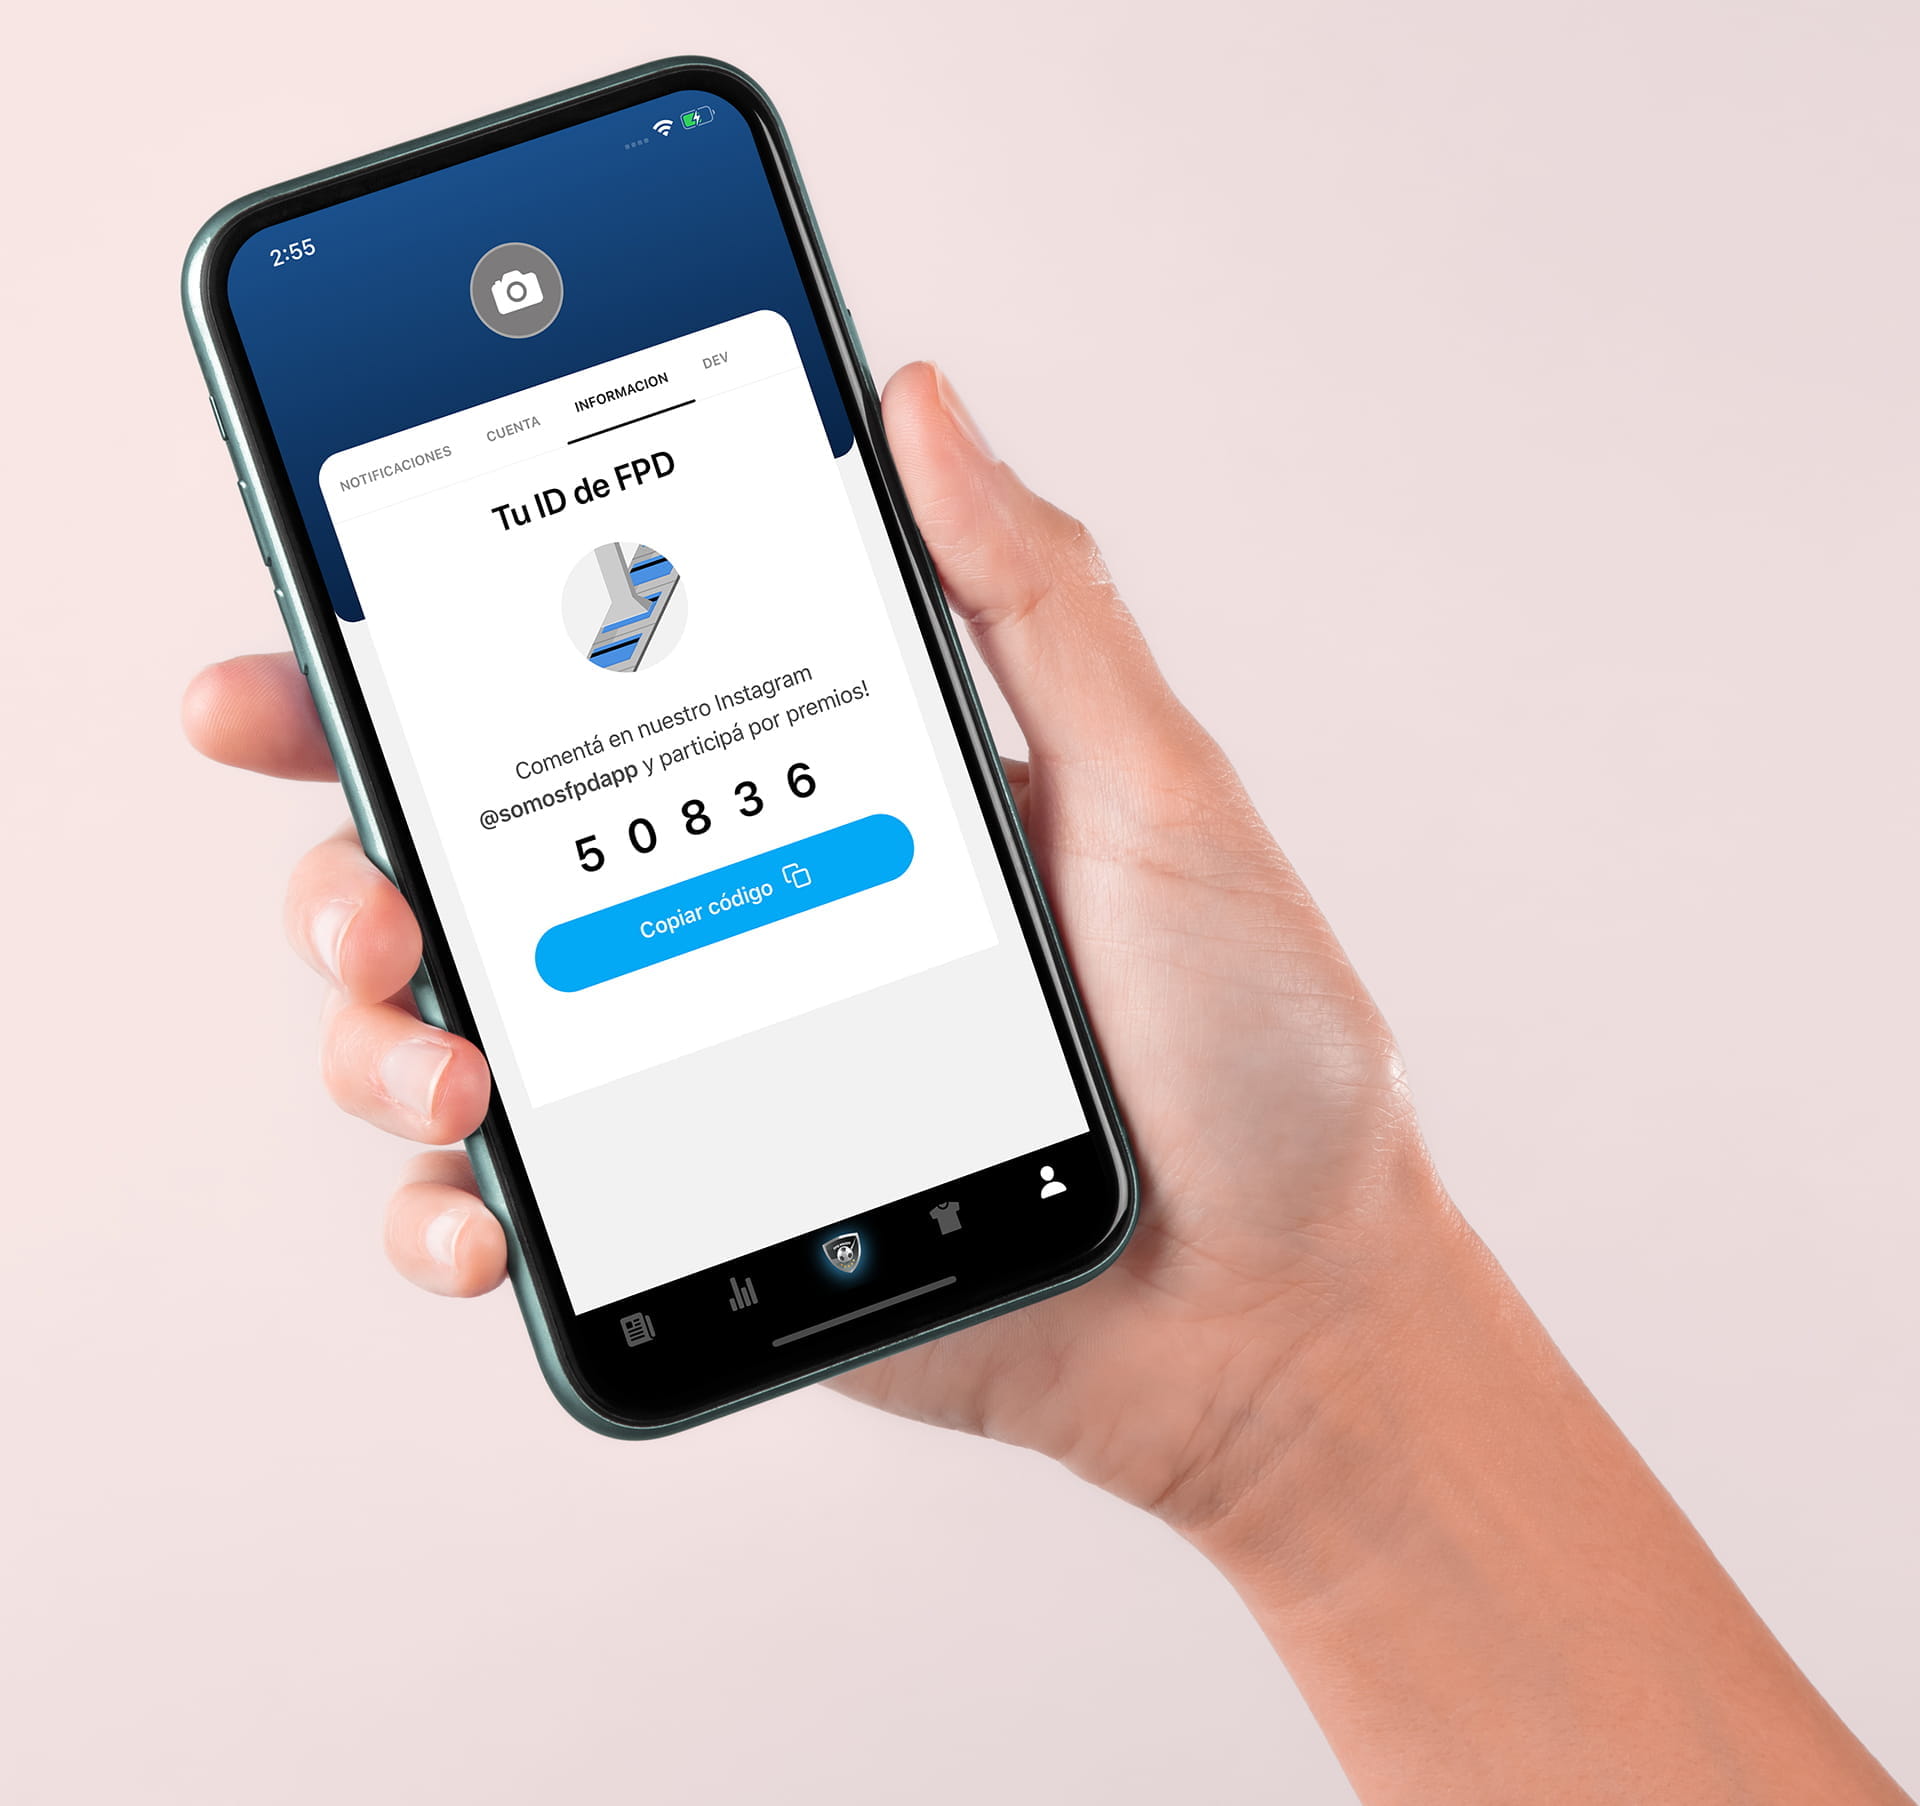 2:55
NOTIFICACIONES CUENTA INFORMACION DEV
Tu ID de FPD
Comentá en nuestro Instagram
@somosfpdapp y participá por premios!
5 0 8 3 6
Copiar código